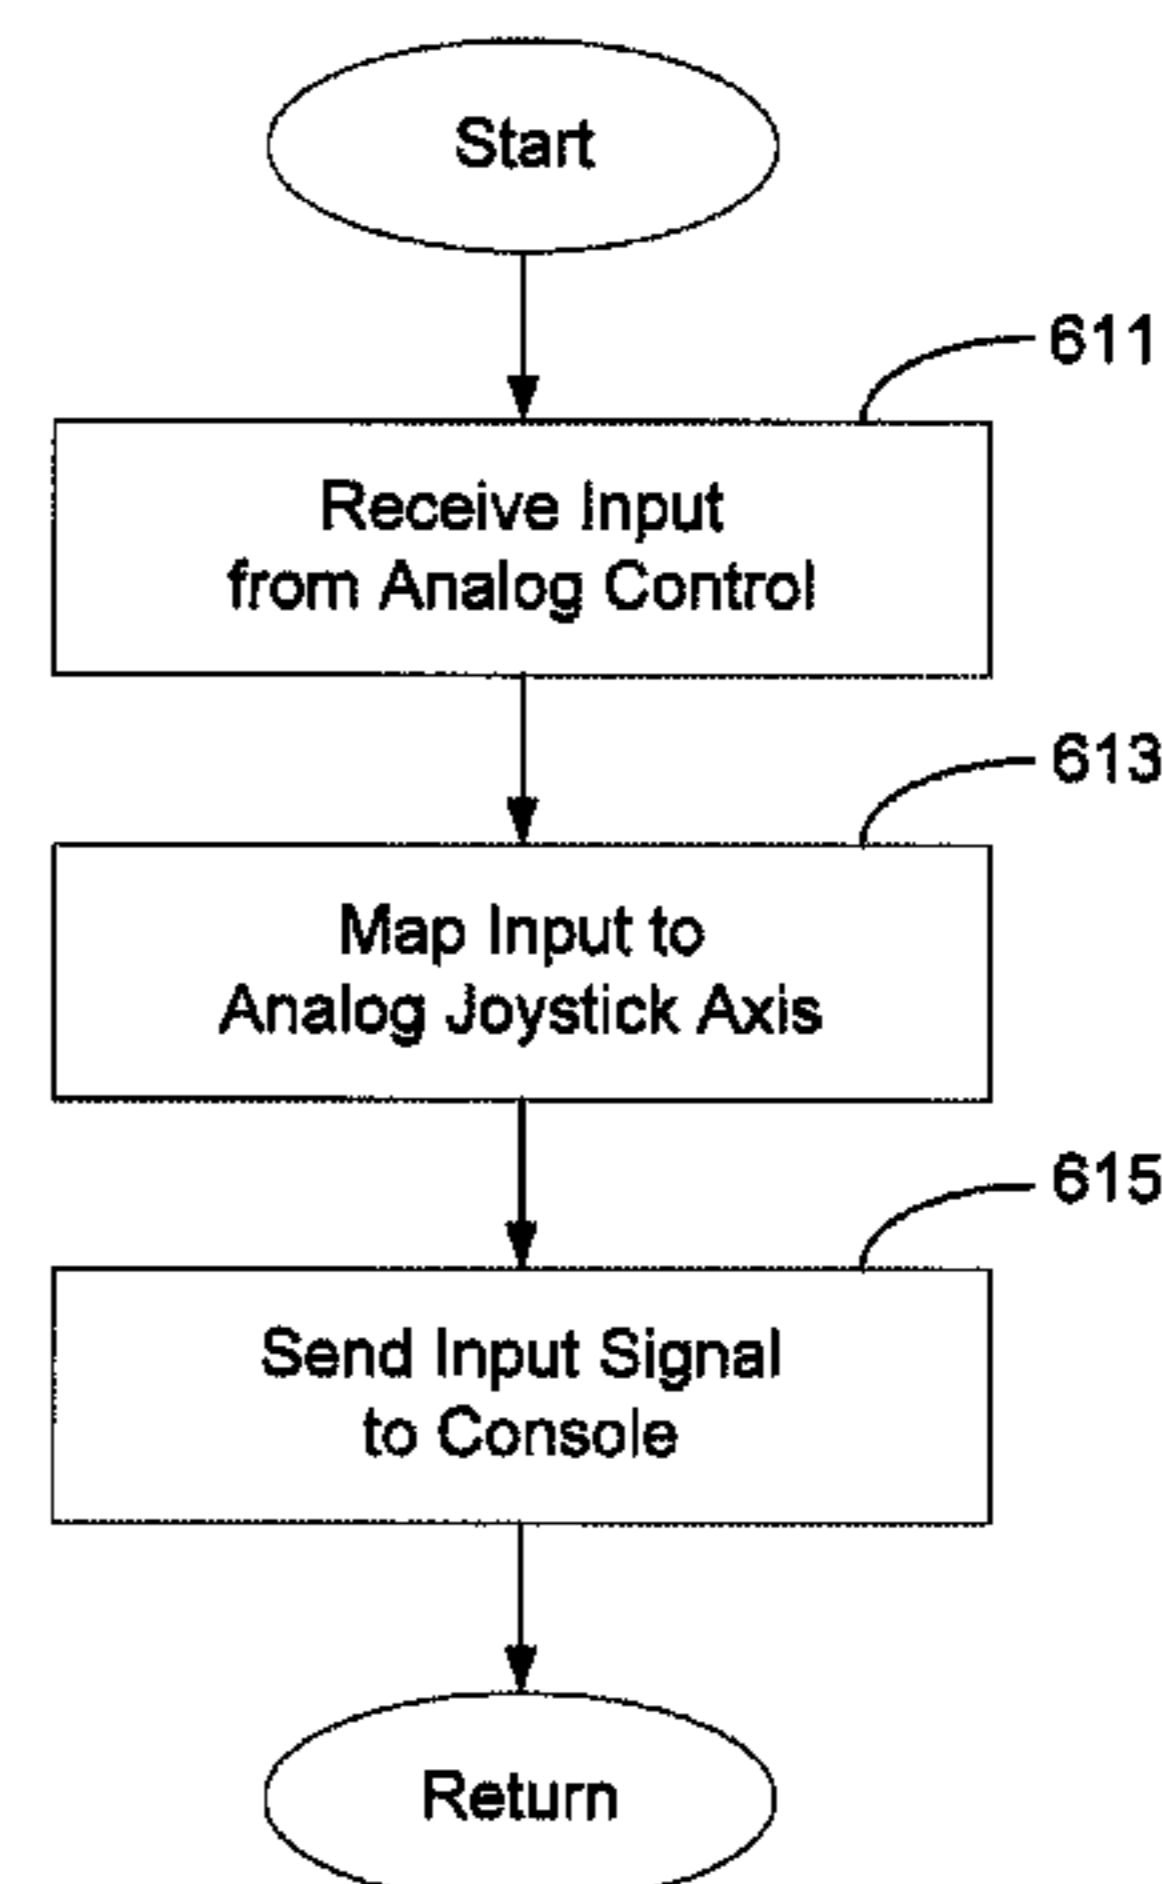 Start
611
Receive Input
from Analog Control
613
Map Input to
Analog Joystick Axis
615
Send Input Signal
to Console
Return